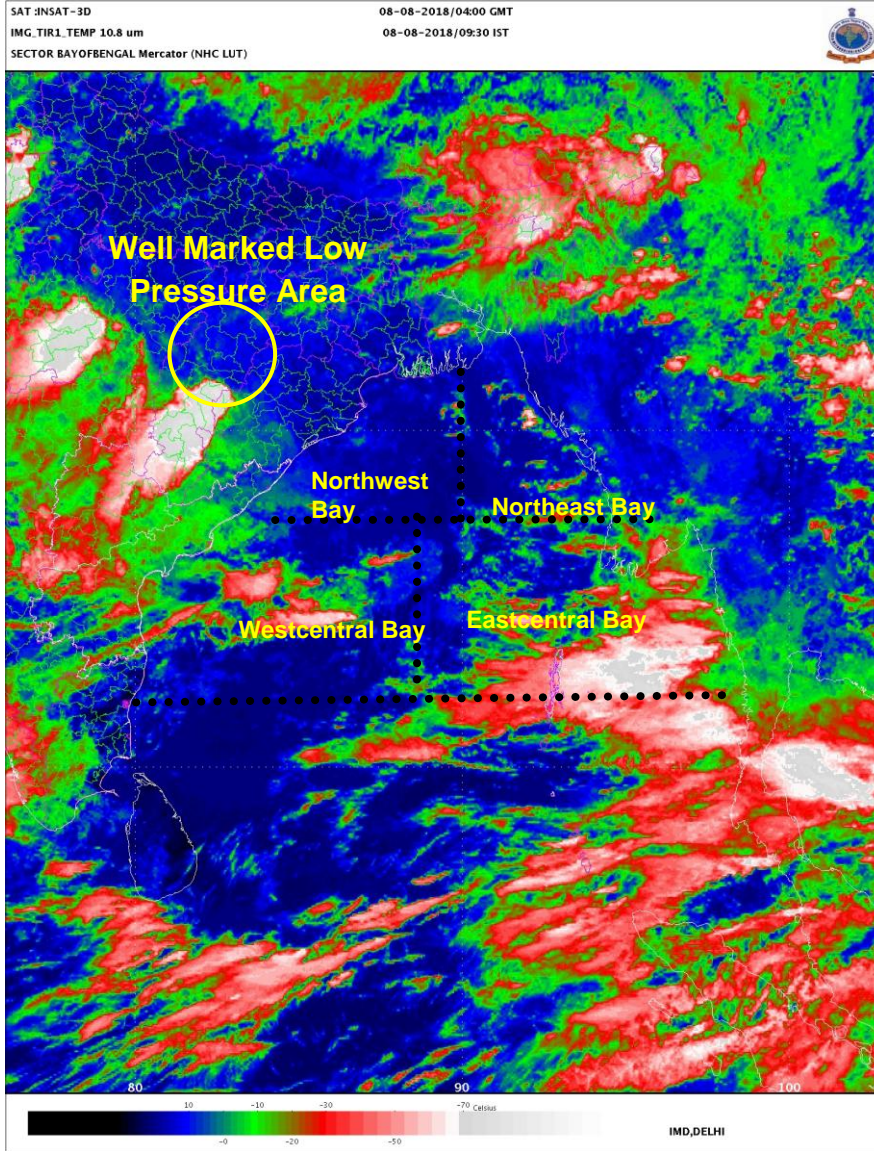 SAT :INSAT-3D
08-08-2018/04:00 GMT
IMG_TIR1_TEMP 10.8 um
08-08-2018/09:30 IST
SECTOR BAYOFBENGAL Mercator (NHC LUT)
Well Marked Low
Pressure Area
Northwest
Bay
Northeast Bay
Westcentral Bay
Eastcentral Bay
80
90
100
10
-10
-30
-70 Celsius
-0
-20
-50
IMD,DELHI